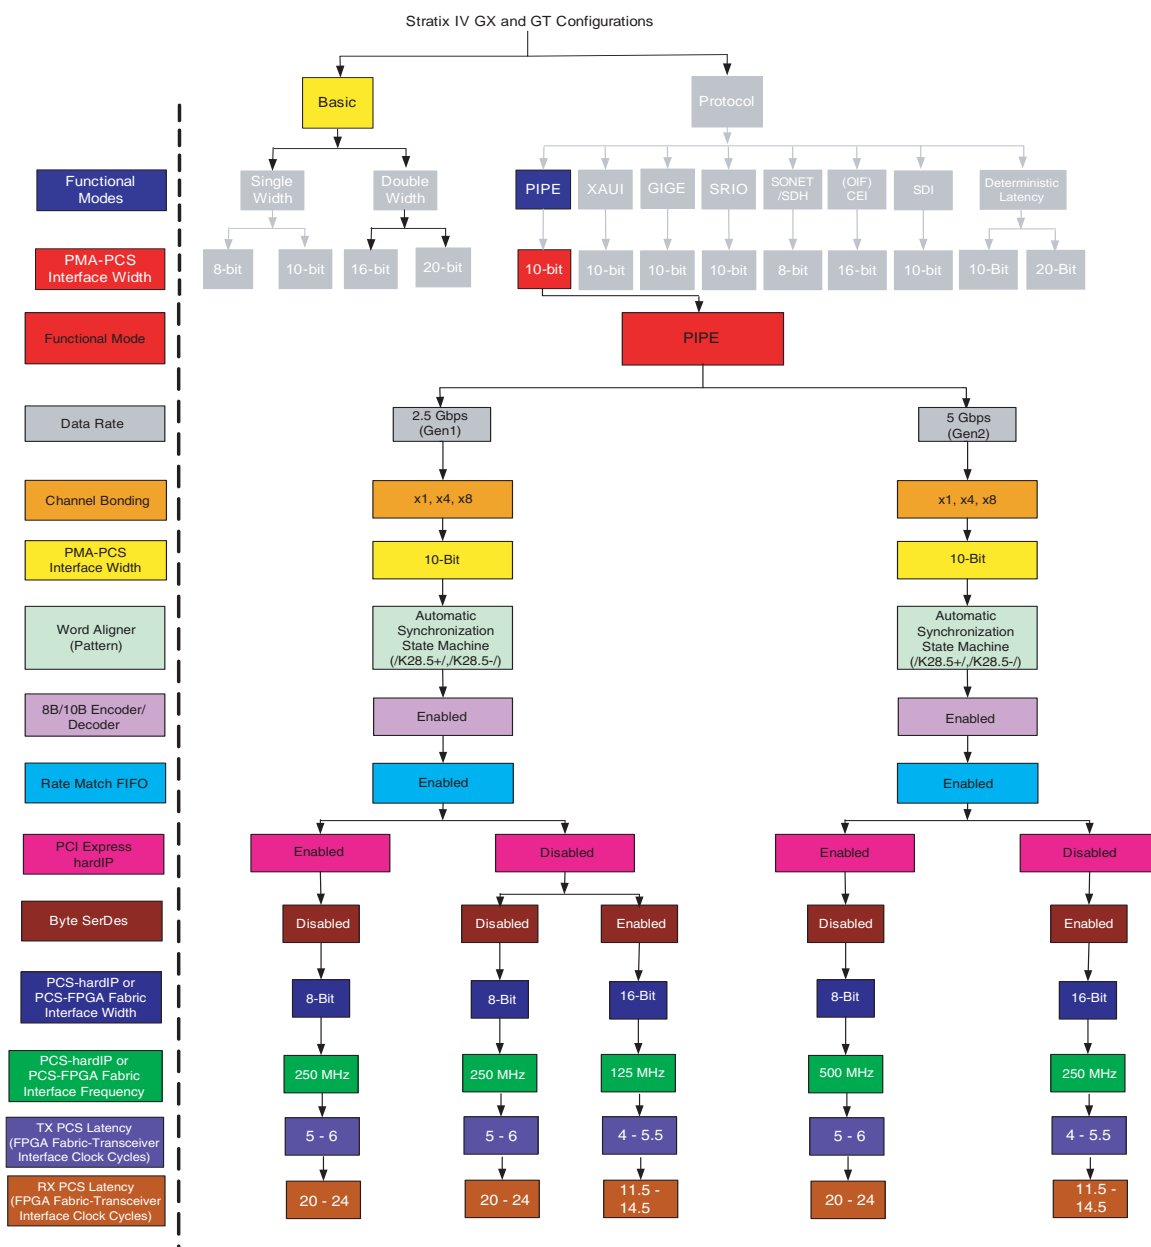 Stratix IV GX and GT Configurations
Basic
Protocol
Functional
Modes
Single
Width
Double
Width
PIPE
XAUI
GIGE
SRIO
SONET
/SDH
(OIF)
CEI
SDI
Deterministic
Latency
PMA-PCS
Interface Width
8-bit
10-bit
16-bit
20-bit
10-bit
10-bit
10-bit
10-bit
8-bit
16-bit
10-bit
10-Bit
20-Bit
Functional Mode
PIPE
Data Rate
2.5 Gbps
(Gen1)
5 Gbps
(Gen2)
Channel Bonding
x1, x4, x8
x1, x4, x8
PMA-PCS
Interface Width
10-Bit
10-Bit
Word Aligner
(Pattern)
Automatic
Synchronization
State Machine
(/K28.5+/,/K28.5-/)
Automatic
Synchronization
State Machine
(/K28.5+/,/K28.5-/)
8B/10B Encoder/
Decoder
Enabled
Enabled
Rate Match FIFO
Enabled
Enabled
PCI Express
hardIP
Enabled
Disabled
Enabled
Disabled
Byte SerDes
Disabled
Disabled
Enabled
Disabled
Enabled
PCS-hardIP or
PCS-FPGA Fabric
Interface Width
8-Bit
8-Bit
16-Bit
8-Bit
16-Bit
PCS-hardIP or
PCS-FPGA Fabric
Interface Frequency
250 MHz
250 MHz
125 MHz
500 MHz
250 MHz
TX PCS Latency
(FPGA Fabric-Transceiver
Interface Clock Cycles)
5 - 6
5 - 6
4 - 5.5
5 - 6
4 - 5.5
RX PCS Latency
(FPGA Fabric-Transceiver
Interface Clock Cycles)
20 - 24
20 - 24
11.5 -
14.5
20 - 24
11.5 -
14.5